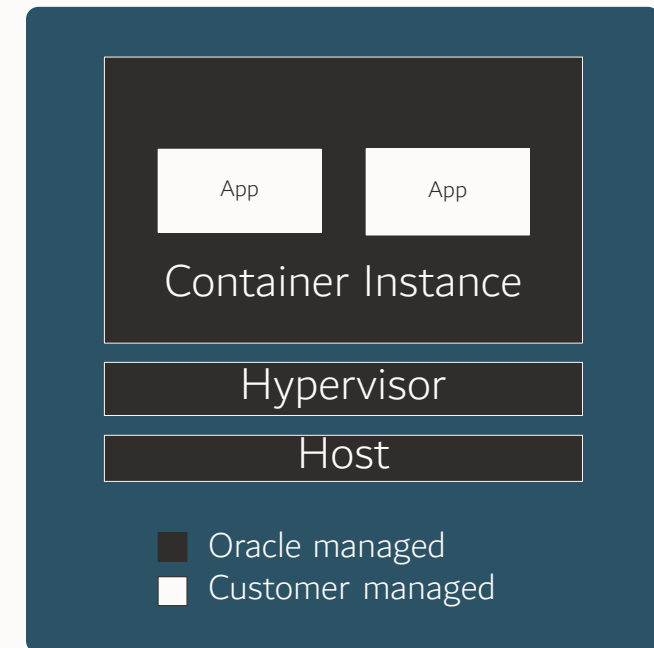 App App
Container Instance
Hypervisor
Host
Oracle managed
Customer managed